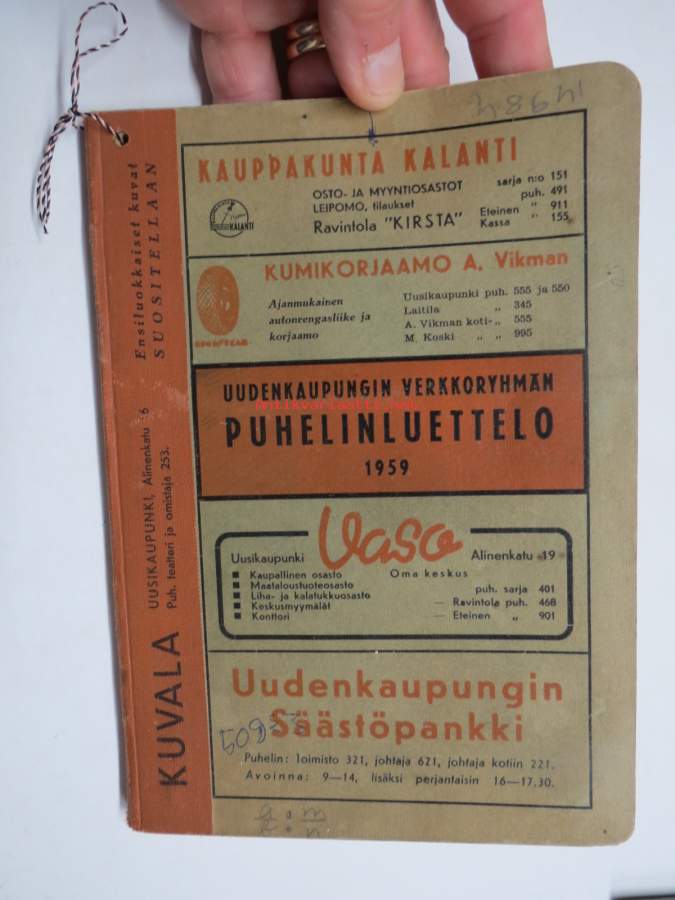 KAUPPAKUNTA KALANTI
OSTO- JA MYYNTIOSASTOT sarja n:o 151
LEIPOMO, tilaukset puh. 491
Ravintola "KIRSTA" Eteinen " 911
Kassa " 155
KALANTI
KUMIKORJAAMO A. Vikman
Ajanmukainen
autonrengasliike ja
korjaamo
Uusikaupunki puh. 555 ja 550
Laitila „ 345
A. Vikman koti- „ 555
M. Koski „ „ 995
GOODYEAR
UUDENKAUPUNGIN VERKKORYHMÄN
PUHELINLUETTELO
1959
Vaso
Uusikaupunki Alinenkatu 19
Kaupallinen osasto Oma keskus
Maataloustuoteosasto
Liha- ja kalatukkuosasto puh. sarja 401
Keskusmyymälät — Ravintola puh. 468
Konttori — Eteinen „ 901
Uudenkaupungin
Säästöpankki
Puhelin: toimisto 321, johtaja 621, johtaja kotiin 221.
Avoinna: 9—14, lisäksi perjantaisin 16—17.30.
KUVALA
UUSIKAUPUNKI, Alinenkatu 16
Puh. teatteri ja omistaja 253.
Ensiluokkaiset kuvat
SUOSITELLAAN